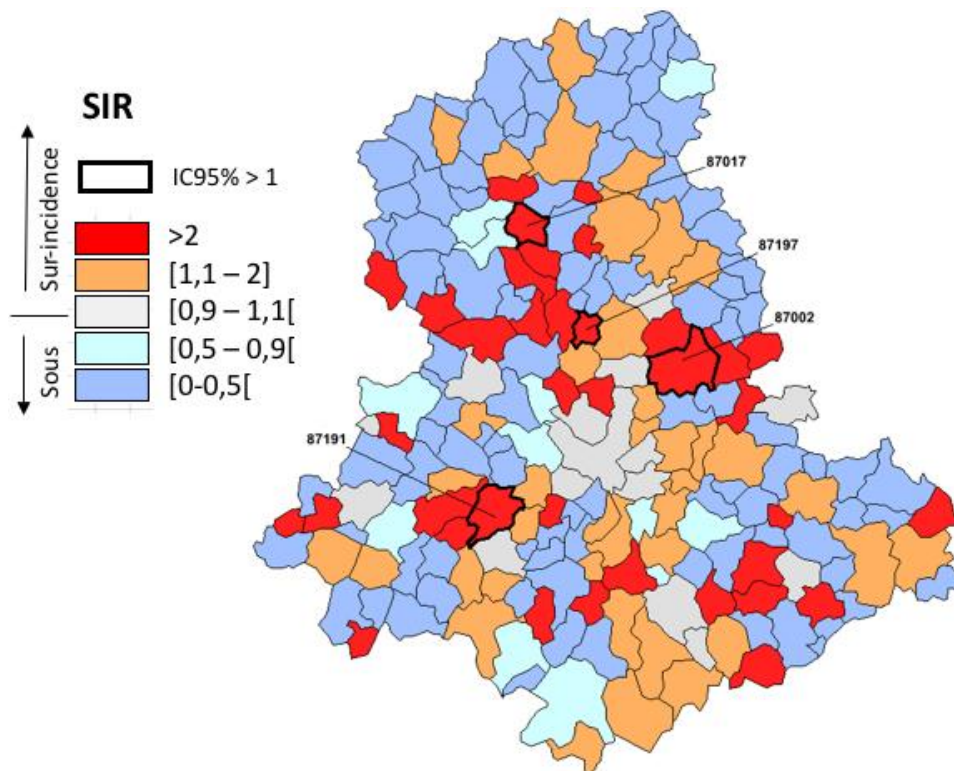 SIR
Sur-incidence
Sous
IC95% > 1
>2
[1,1 – 2]
[0,9 – 1,1[
[0,5 – 0,9[
[0-0,5[
87017
87197
87002
87191